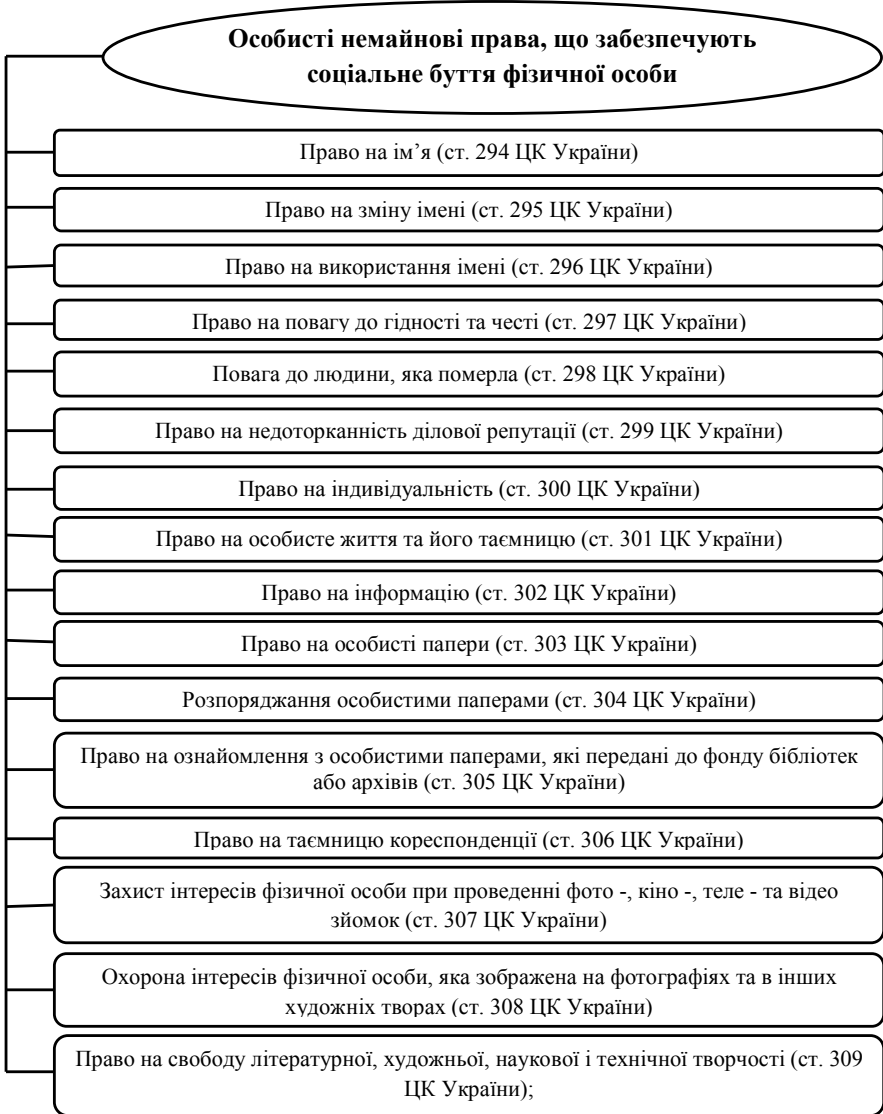 Особисті немайнові права, що забезпечують
соціальне буття фізичної особи
Право на ім’я (ст. 294 ЦК України)
Право на зміну імені (ст. 295 ЦК України)
Право на використання імені (ст. 296 ЦК України)
Право на повагу до гідності та честі (ст. 297 ЦК України)
Повага до людини, яка померла (ст. 298 ЦК України)
Право на недоторканність ділової репутації (ст. 299 ЦК України)
Право на індивідуальність (ст. 300 ЦК України)
Право на особисте життя та його таємницю (ст. 301 ЦК України)
Право на інформацію (ст. 302 ЦК України)
Право на особисті папери (ст. 303 ЦК України)
Розпоряджання особистими паперами (ст. 304 ЦК України)
Право на ознайомлення з особистими паперами, які передані до фонду бібліотек
або архівів (ст. 305 ЦК України)
Право на таємницю кореспонденції (ст. 306 ЦК України)
Захист інтересів фізичної особи при проведенні фото -, кіно -, теле - та відео
зйомок (ст. 307 ЦК України)
Охорона інтересів фізичної особи, яка зображена на фотографіях та в інших
художніх творах (ст. 308 ЦК України)
Право на свободу літературної, художньої, наукової і технічної творчості (ст. 309
ЦК України);